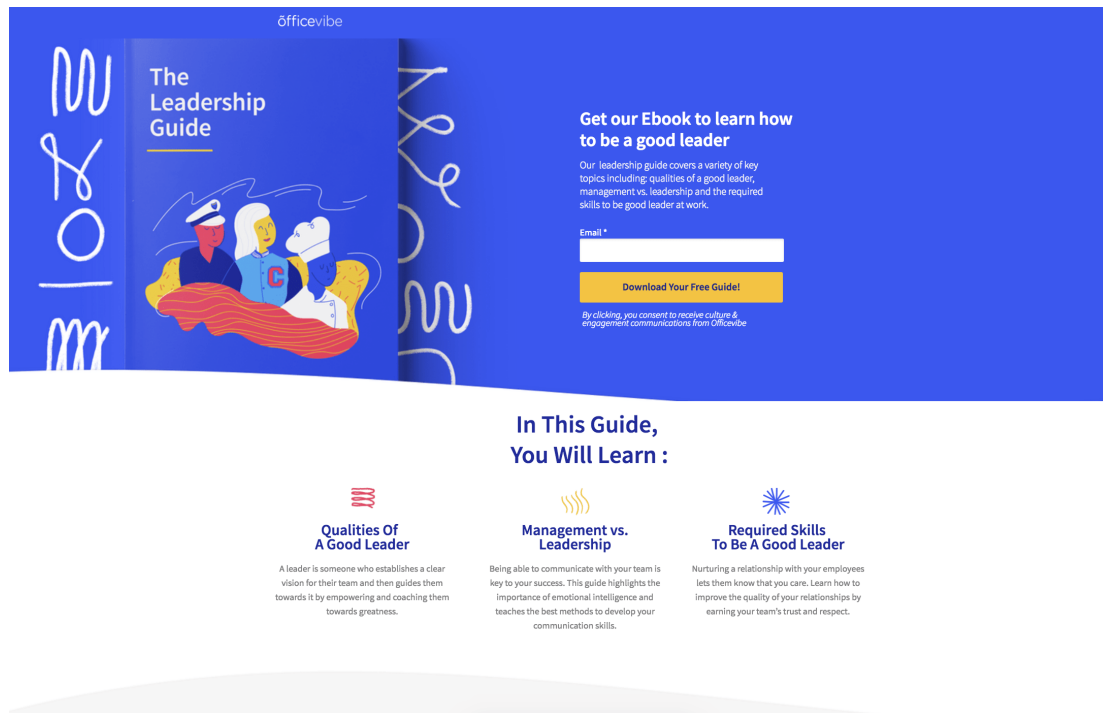 ōfficevibe
The
Leadership
Guide
C
Get our Ebook to learn how
to be a good leader
Our leadership guide covers a variety of key
topics including: qualities of a good leader,
management vs. leadership and the required
skills to be good leader at work.
Email *
Download Your Free Guide!
By clicking, you consent to receive culture &
engagement communications from Officevibe
In This Guide,
You Will Learn :
Qualities Of
A Good Leader
A leader is someone who establishes a clear
vision for their team and then guides them
towards it by empowering and coaching them
towards greatness.
Management vs.
Leadership
Being able to communicate with your team is
key to your success. This guide highlights the
importance of emotional intelligence and
teaches the best methods to develop your
communication skills.
Required Skills
To Be A Good Leader
Nurturing a relationship with your employees
lets them know that you care. Learn how to
improve the quality of your relationships by
earning your team's trust and respect.